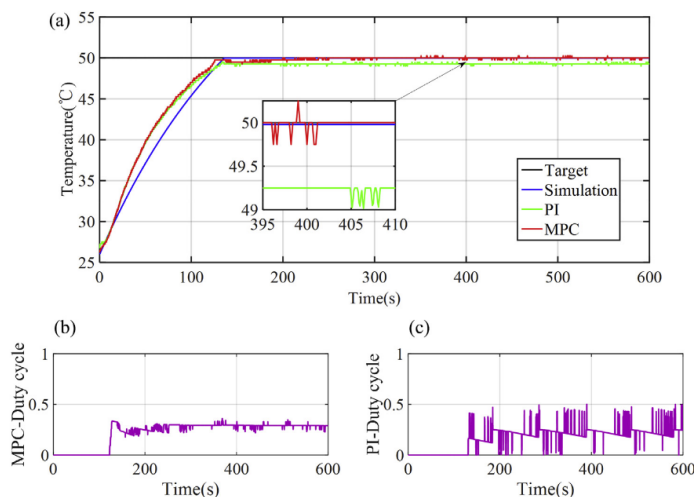 (a)
55
50
45
40
35
30
25
Temperature(℃)
0
100
200
300
400
500
600
Time(s)
50
49.25
49
395
400
405
410
Target
Simulation
PI
MPC
(b)
1
0.5
0
MPC-Duty cycle
0
200
400
600
Time(s)
(c)
1
0.5
0
PI-Duty cycle
0
200
400
600
Time(s)